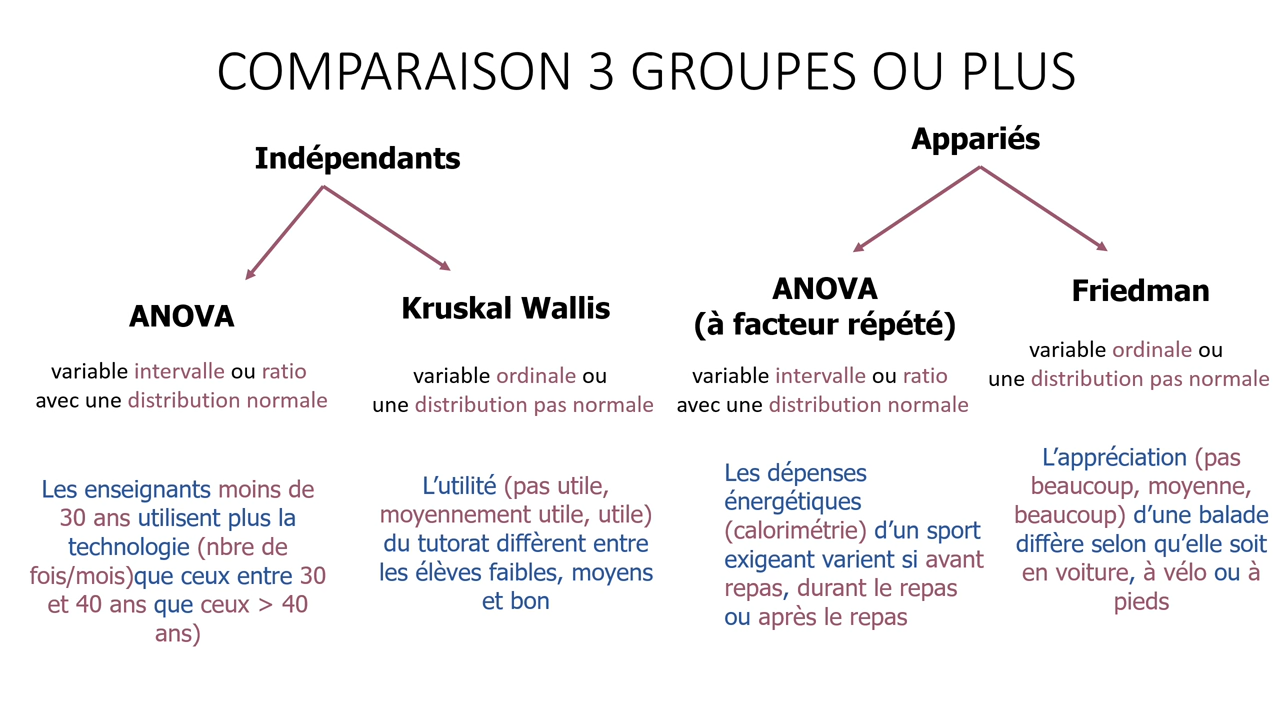 COMPARAISON 3 GROUPES OU PLUS
Indépendants
ANOVA
variable intervalle ou ratio
avec une distribution normale
Les enseignants moins de
30 ans utilisent plus la
technologie (nbre de
fois/mois)que ceux entre 30
et 40 ans que ceux > 40
ans)
Kruskal Wallis
variable ordinale ou
une distribution pas normale
L’utilité (pas utile,
moyennement utile, utile)
du tutorat diffèrent entre
les élèves faibles, moyens
et bon
Appariés
ANOVA
(à facteur répété)
variable intervalle ou ratio
avec une distribution normale
Les dépenses
énergétiques
(calorimétrie) d’un sport
exigeant varient si avant
repas, durant le repas
ou après le repas
Friedman
variable ordinale ou
une distribution pas normale
L’appréciation (pas
beaucoup, moyenne,
beaucoup) d’une balade
diffère selon qu’elle soit
en voiture, à vélo ou à
pieds